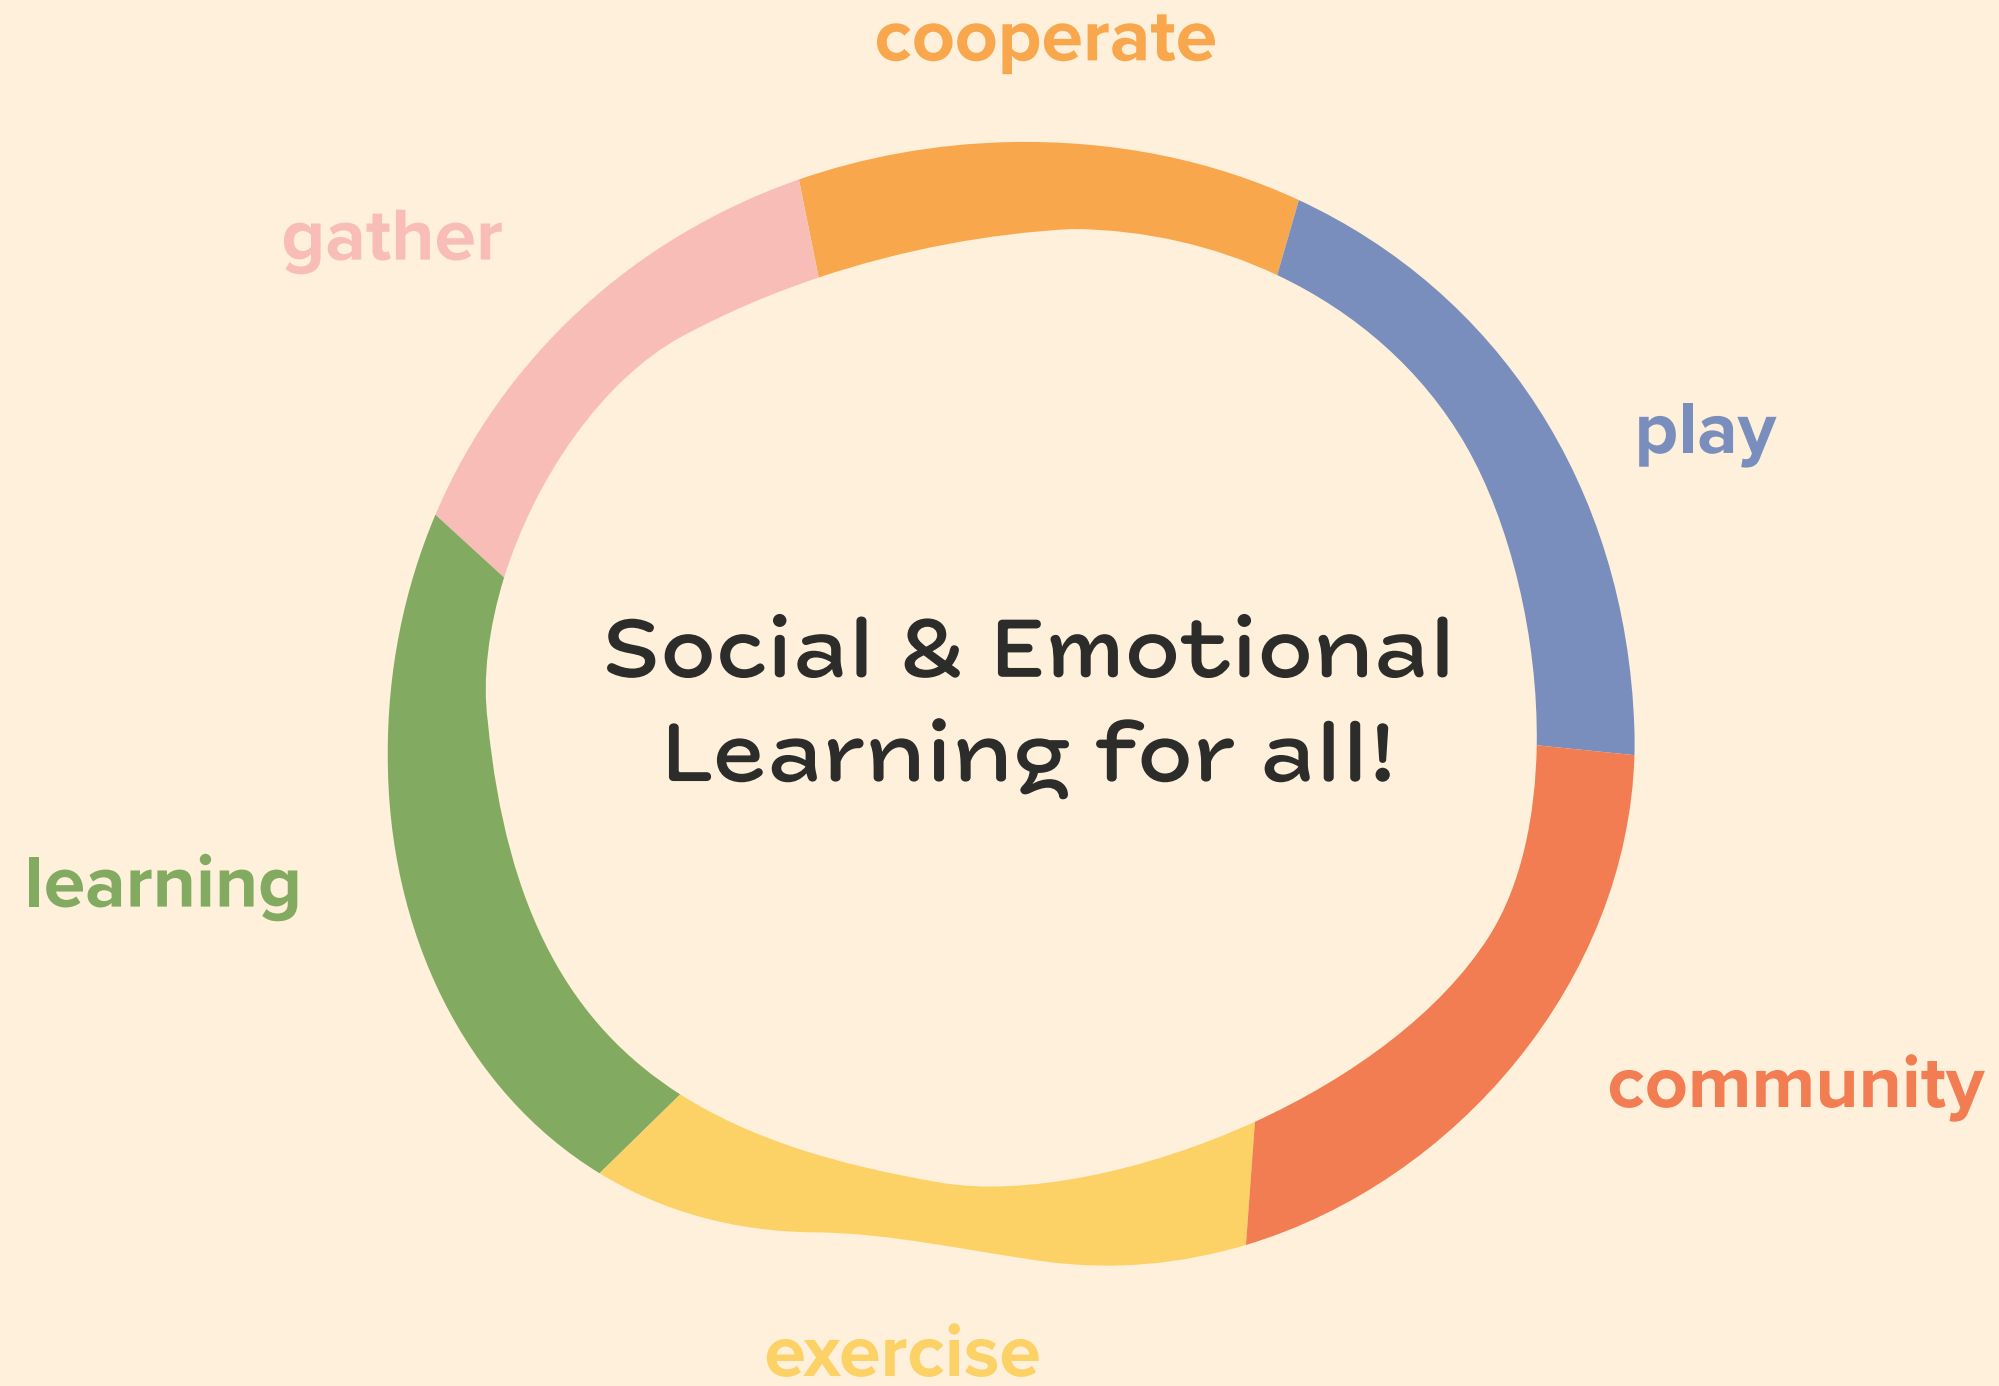 cooperate
gather
play
Social & Emotional
Learning for all!
learning
community
exercise